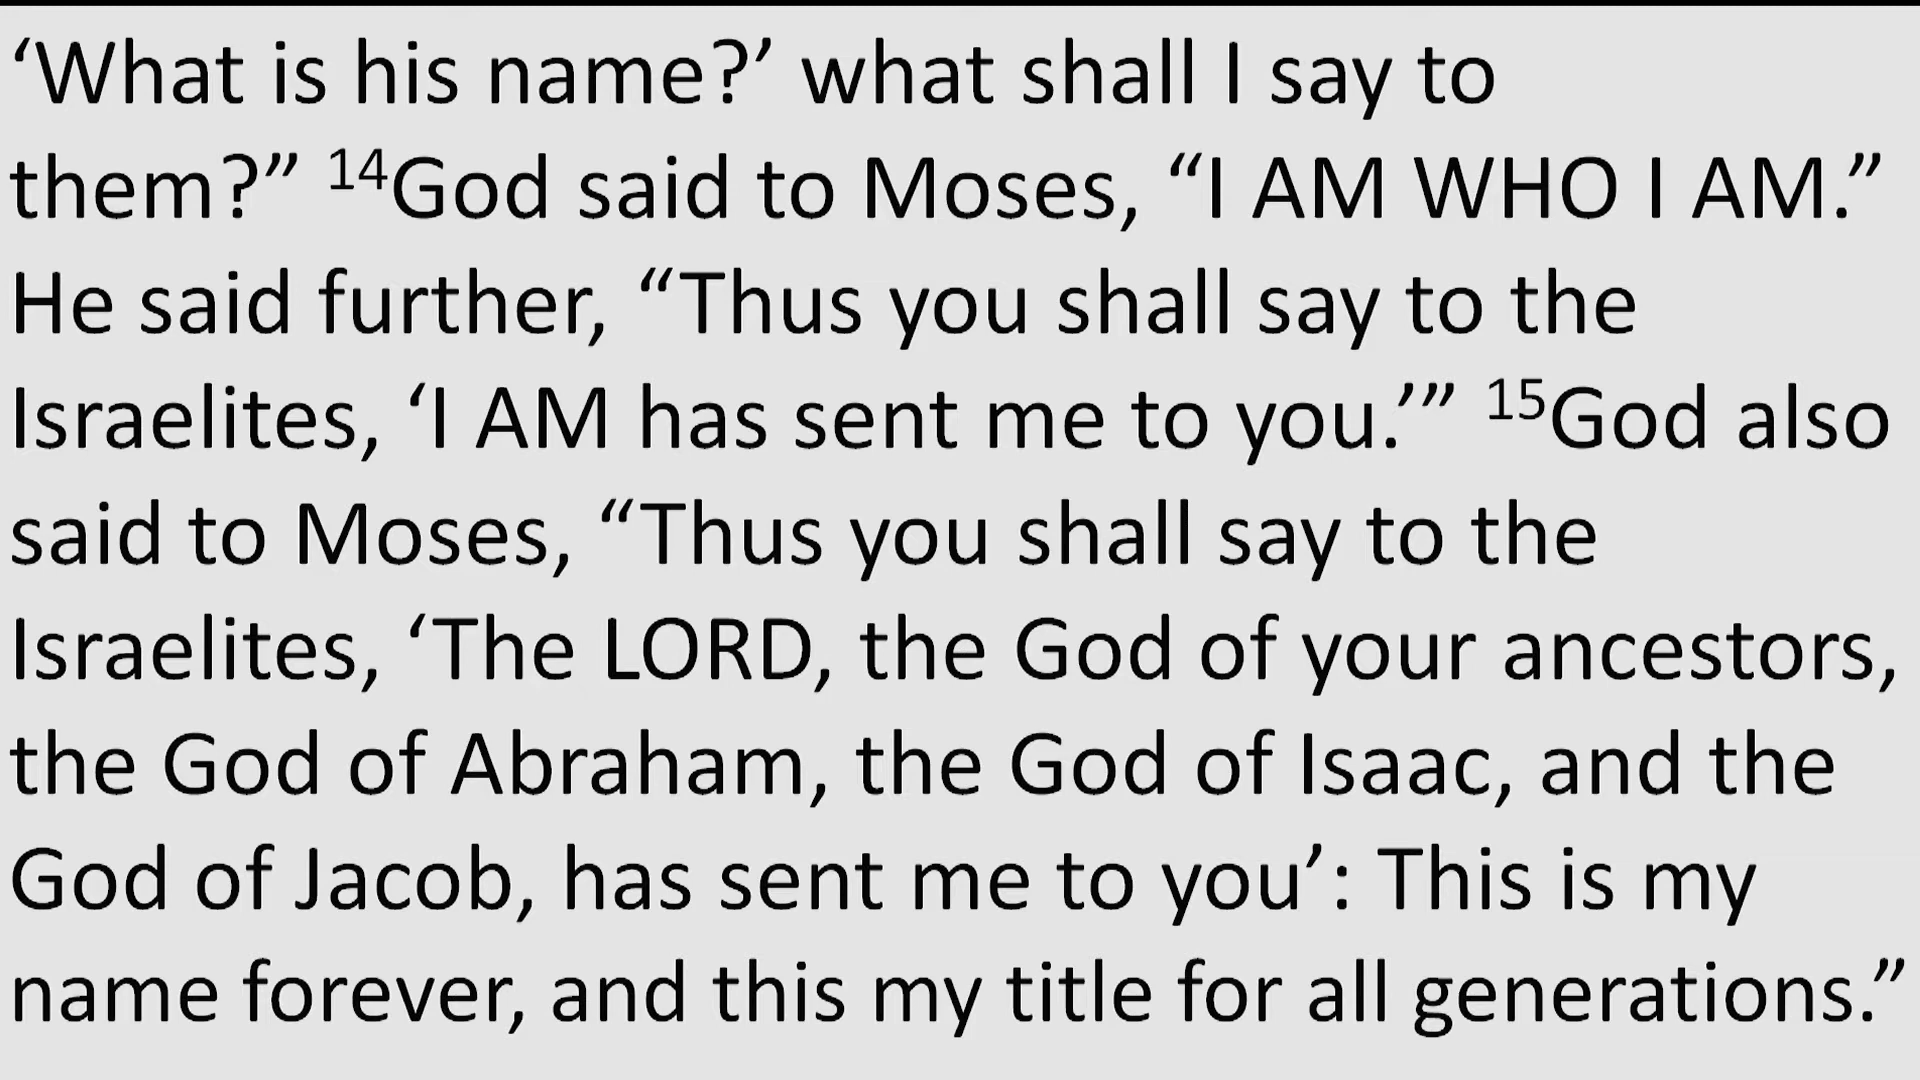 ‘What is his name?’ what shall I say to
them?” ¹⁴God said to Moses, “I AM WHO I AM.”
He said further, “Thus you shall say to the
Israelites, ‘I AM has sent me to you.’” ¹⁵God also
said to Moses, “Thus you shall say to the
Israelites, ‘The LORD, the God of your ancestors,
the God of Abraham, the God of Isaac, and the
God of Jacob, has sent me to you’: This is my
name forever, and this my title for all generations.”